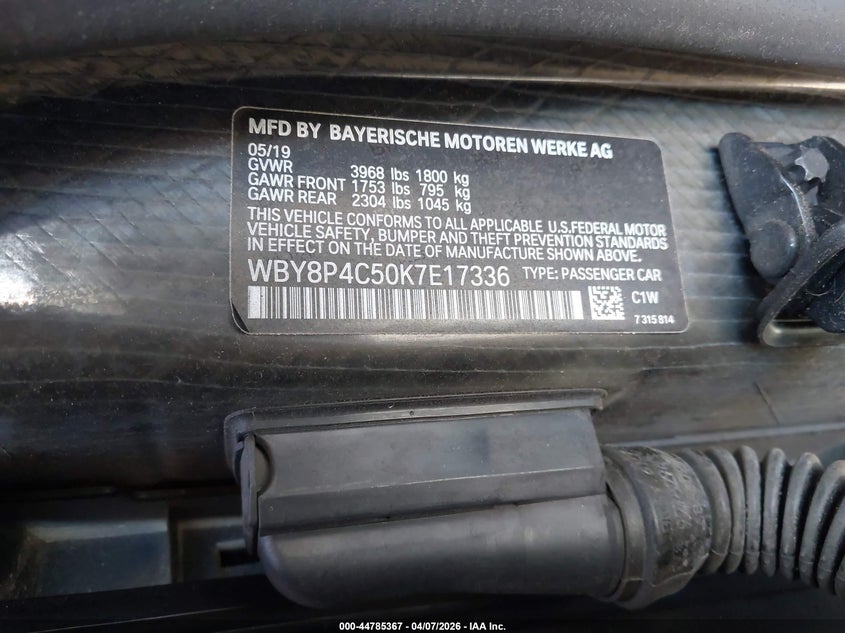 MFD BY BAYERISCHE MOTOREN WERKE AG
05/19
GVWR 3968 lbs 1800 kg
GAWR FRONT 1753 lbs 795 kg
GAWR REAR 2304 lbs 1045 kg
THIS VEHICLE CONFORMS TO ALL APPLICABLE U.S.FEDERAL MOTOR
VEHICLE SAFETY, BUMPER AND THEFT PREVENTION STANDARDS
IN EFFECT ON THE DATE OF MANUFACTURE SHOWN ABOVE.
WBY8P4C50K7E17336 TYPE: PASSENGER CAR
C1W
7 315 814
000-44785367 - 04/07/2026 - IAA Inc.